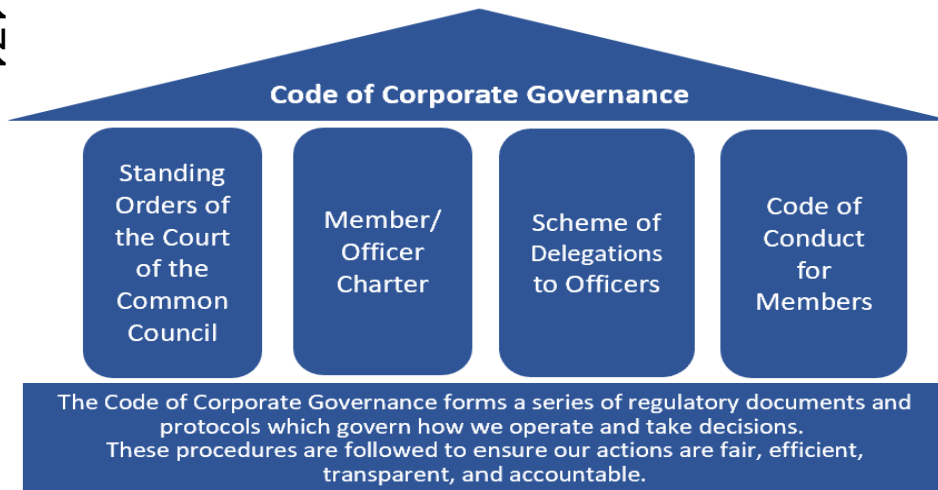 Code of Corporate Governance
Standing
Orders of
the Court
of the
Common
Council
Member/
Officer
Charter
Scheme of
Delegations
to Officers
Code of
Conduct
for
Members
The Code of Corporate Governance forms a series of regulatory documents and
protocols which govern how we operate and take decisions.
These procedures are followed to ensure our actions are fair, efficient,
transparent, and accountable.